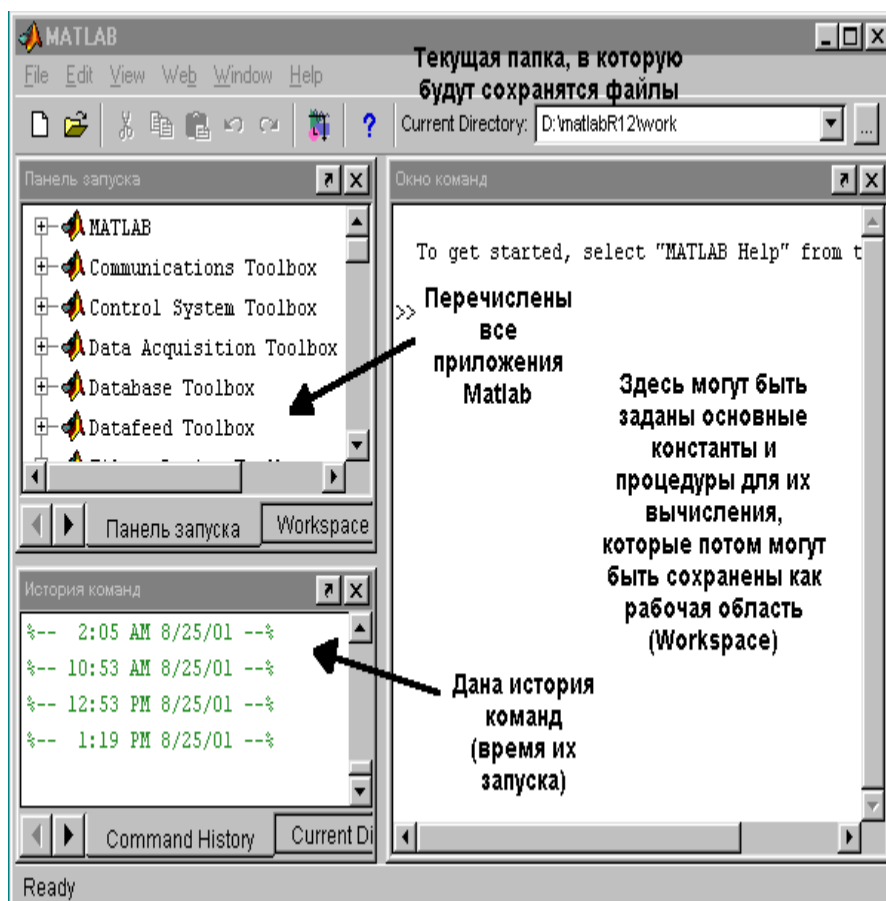 MATLAB
File Edit View Web Window Help
Текущая папка, в которую
будут сохранятся файлы
? Current Directory: D:\matlabR12\work ...
Панель запуска
MATLAB
Communications Toolbox
Control System Toolbox
Data Acquisition Toolbox
Database Toolbox
Datafeed Toolbox
Панель запуска Workspace
Перечислены
все
приложения
Matlab
Окно команд
To get started, select "MATLAB Help" from t
>>
Здесь могут быть
заданы основные
константы и
процедуры для их
вычисления,
которые потом могут
быть сохранены как
рабочая область
(Workspace)
История команд
%-- 2:05 AM 8/25/01 --%
%-- 10:53 AM 8/25/01 --%
%-- 12:53 PM 8/25/01 --%
%-- 1:19 PM 8/25/01 --%
Дана история
команд
(время их
запуска)
Command History Current Di
Ready